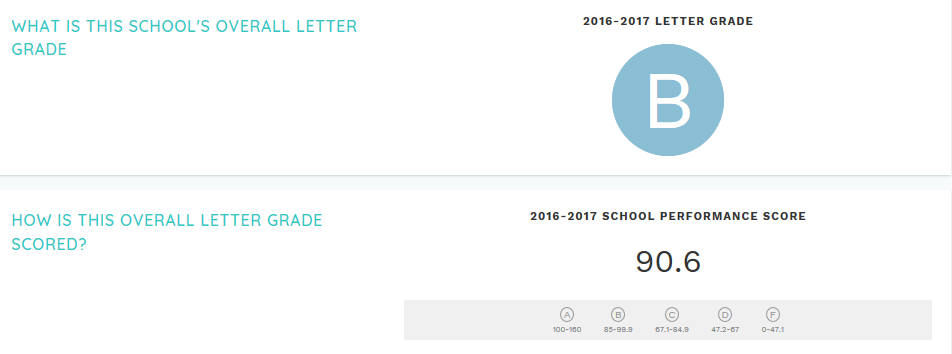 WHAT IS THIS SCHOOL'S OVERALL LETTER
GRADE
2016-2017 LETTER GRADE
B
HOW IS THIS OVERALL LETTER GRADE
SCORED?
2016-2017 SCHOOL PERFORMANCE SCORE
90.6
A B C D F
100-160 85-99.9 67.1-84.9 47.2-67 0-47.1